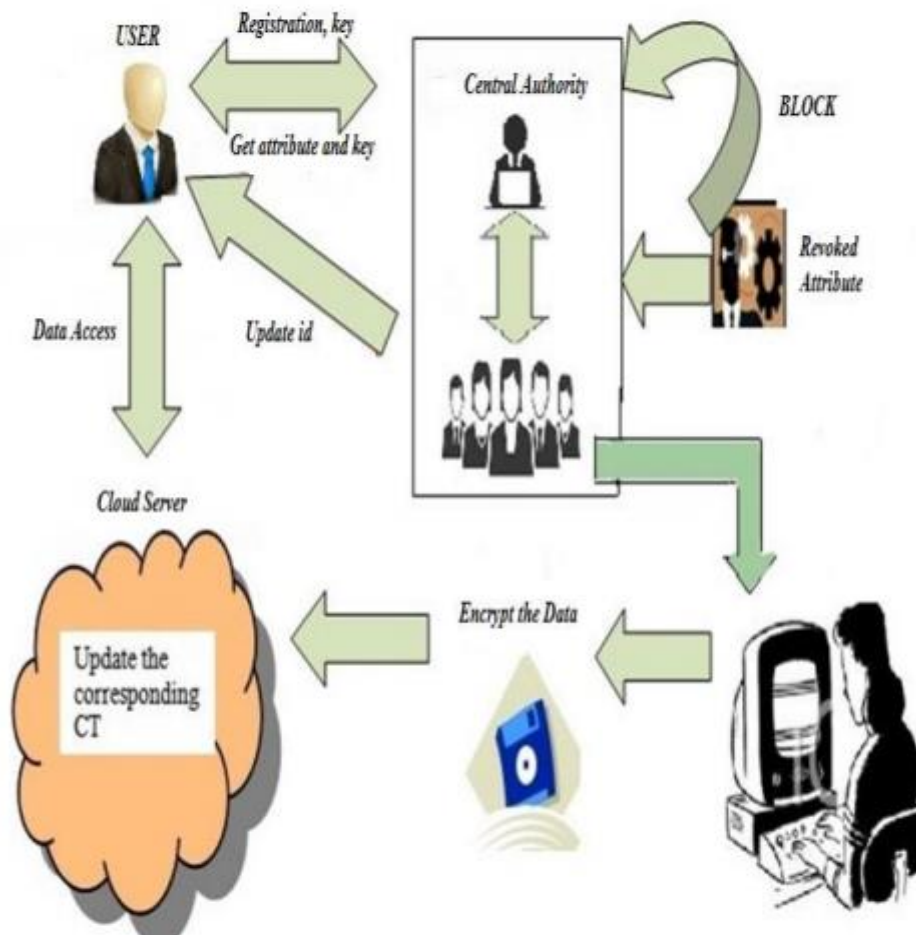 Registration, key
USER
Central Authority
BLOCK
Get attribute and key
Revoked
Attribute
Data Access
Update id
Cloud Server
Encrypt the Data
Update the
corresponding
CT